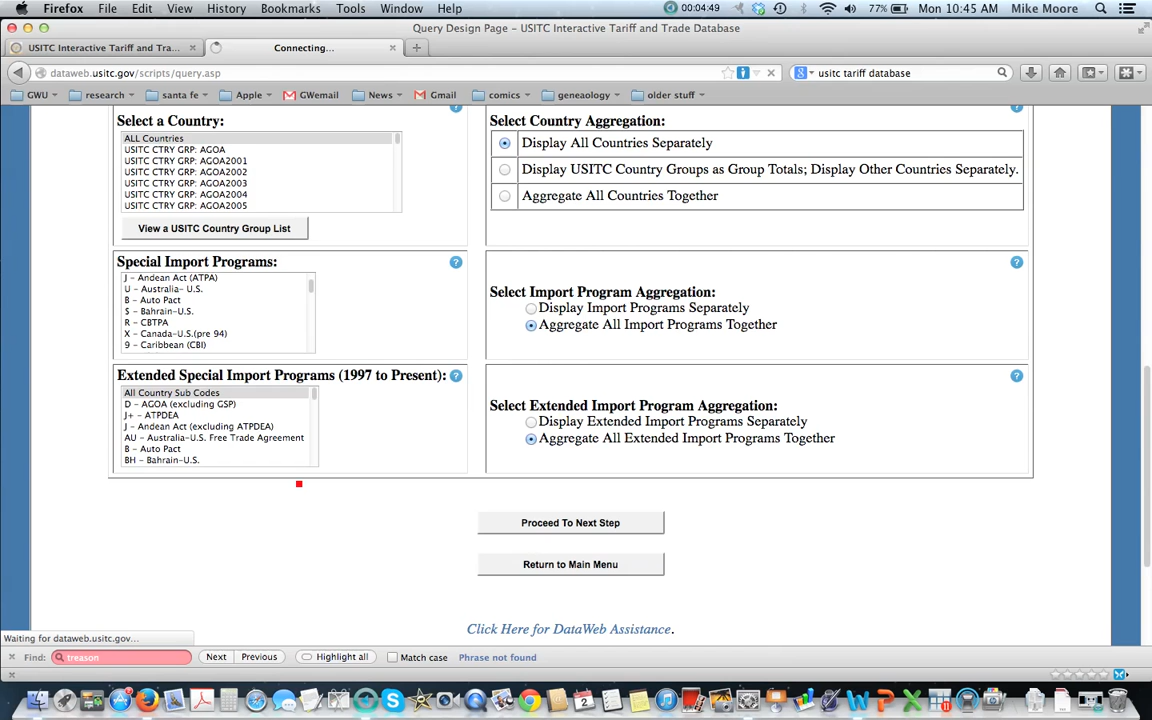 Firefox File Edit View History Bookmarks Tools Window Help 00:04:49 77% Mon 10:45 AM Mike Moore
Query Design Page – USITC Interactive Tariff and Trade Database
USITC Interactive Tariff and Tra... Connecting...
dataweb.usitc.gov/scripts/query.asp usitc tariff database
GWU research santa fe Apple GWemail News Gmail comics geneaology older stuff
Select a Country: Select Country Aggregation:
ALL Countries
USITC CTRY GRP: AGOA
USITC CTRY GRP: AGOA2001
USITC CTRY GRP: AGOA2002
USITC CTRY GRP: AGOA2003
USITC CTRY GRP: AGOA2004
USITC CTRY GRP: AGOA2005
Display All Countries Separately
Display USITC Country Groups as Group Totals; Display Other Countries Separately.
Aggregate All Countries Together
View a USITC Country Group List
Special Import Programs:
J – Andean Act (ATPA)
U – Australia- U.S.
B – Auto Pact
S – Bahrain-U.S.
R – CBTPA
X – Canada-U.S.(pre 94)
9 – Caribbean (CBI)
Select Import Program Aggregation:
Display Import Programs Separately
Aggregate All Import Programs Together
Extended Special Import Programs (1997 to Present):
All Country Sub Codes
D – AGOA (excluding GSP)
J+ – ATPDEA
J – Andean Act (excluding ATPDEA)
AU – Australia-U.S. Free Trade Agreement
B – Auto Pact
BH – Bahrain-U.S.
Select Extended Import Program Aggregation:
Display Extended Import Programs Separately
Aggregate All Extended Import Programs Together
Proceed To Next Step
Return to Main Menu
Click Here for DataWeb Assistance.
Waiting for dataweb.usitc.gov...
Find: treason Next Previous Highlight all Match case Phrase not found